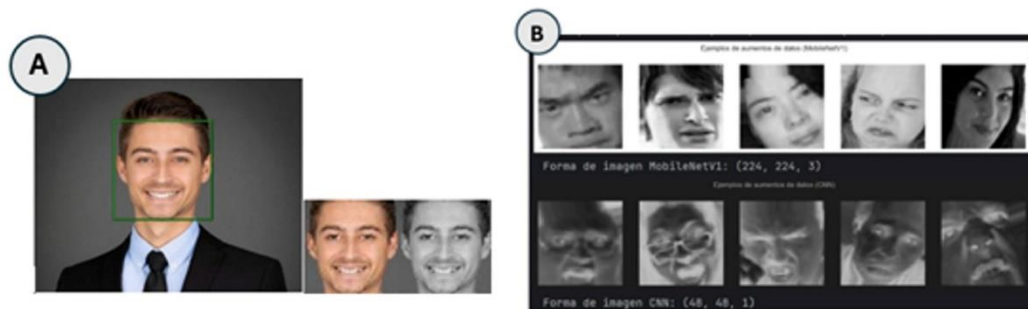 A
B
Ejemplos de aumentos de datos (MobileNetV1)
Forma de imagen MobileNetV1: (224, 224, 3)
Ejemplos de aumentos de datos (CNN)
Forma de imagen CNN: (48, 48, 1)